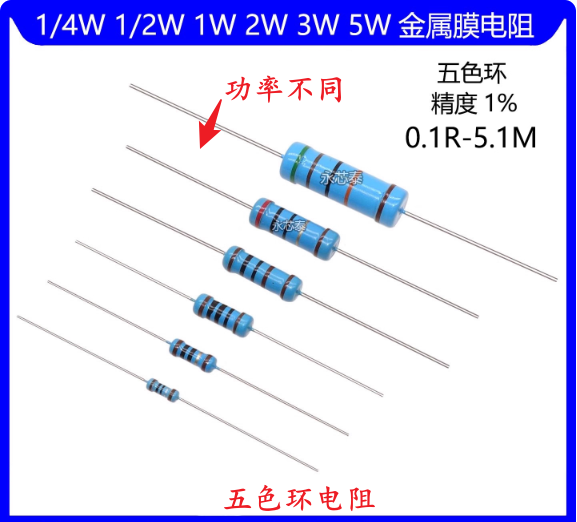 1/4W 1/2W 1W 2W 3W 5W 金属膜电阻
功率不同
五色环
精度 1%
0.1R-5.1M
永芯泰
永芯泰
五色环电阻